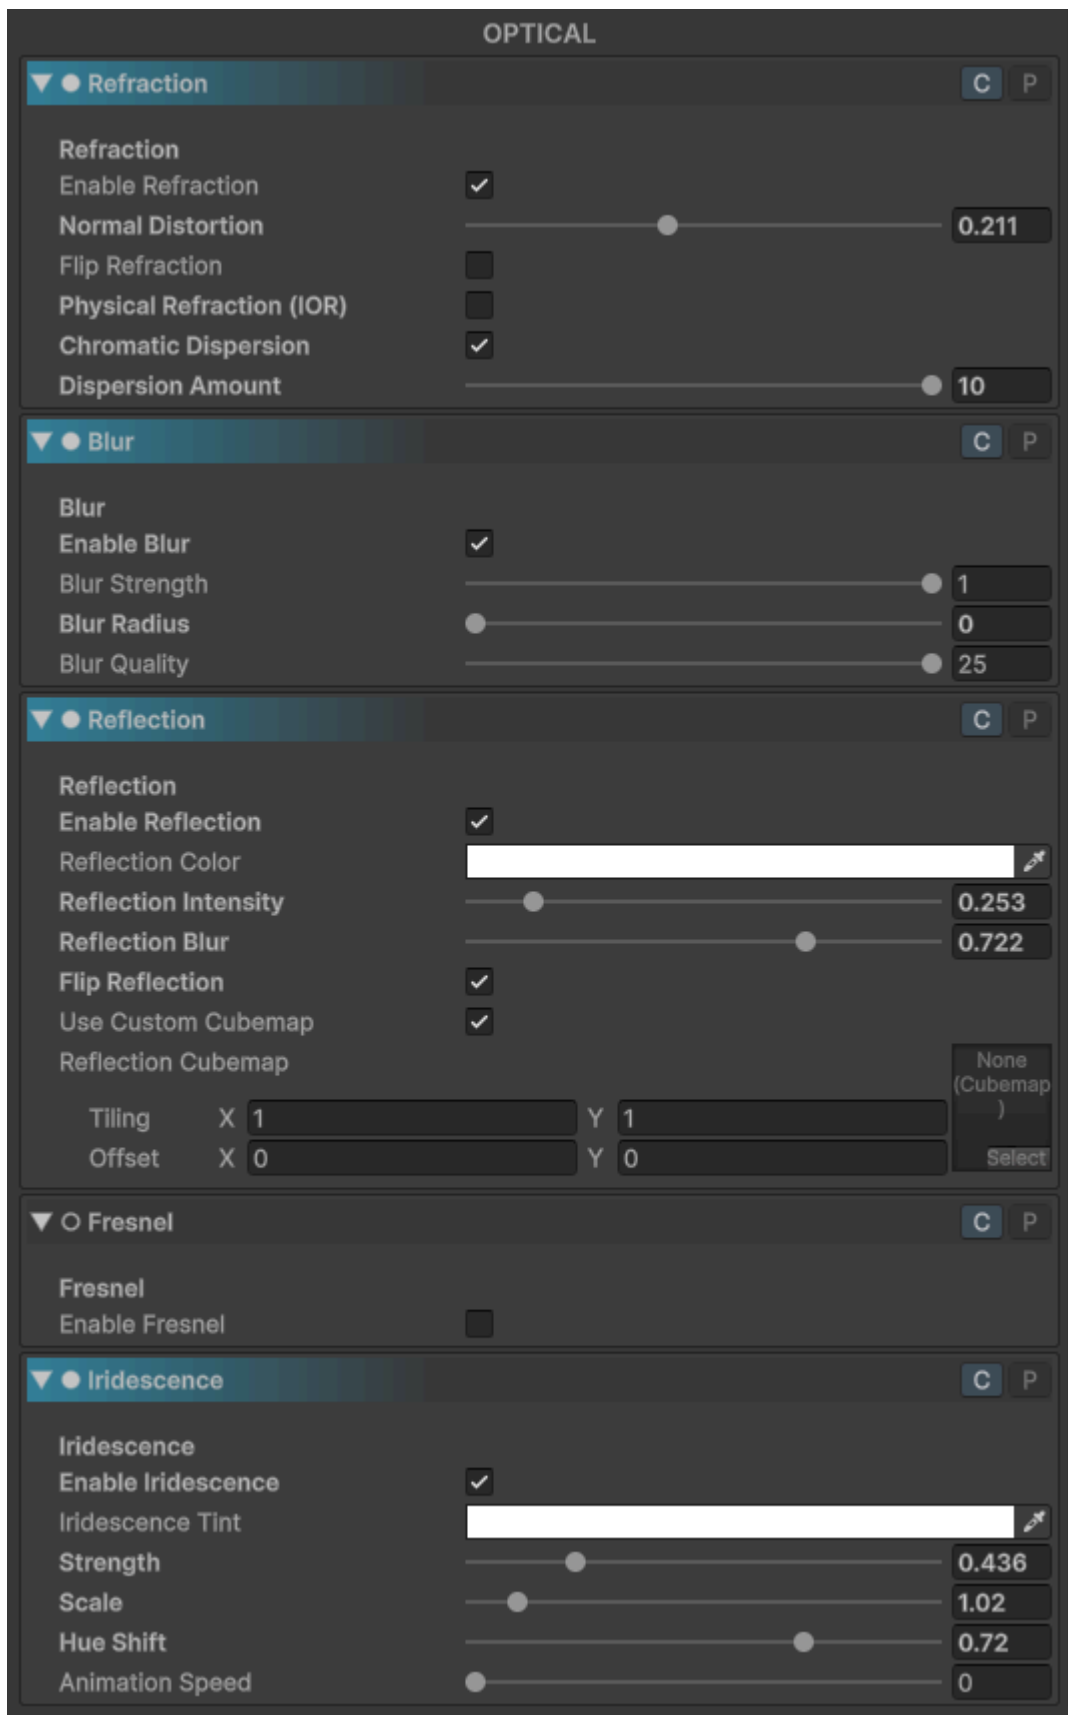 OPTICAL
Refraction C P
Refraction
Enable Refraction
Normal Distortion 0.211
Flip Refraction
Physical Refraction (IOR)
Chromatic Dispersion
Dispersion Amount 10
Blur C P
Blur
Enable Blur
Blur Strength 1
Blur Radius 0
Blur Quality 25
Reflection C P
Reflection
Enable Reflection
Reflection Color
Reflection Intensity 0.253
Reflection Blur 0.722
Flip Reflection
Use Custom Cubemap
Reflection Cubemap
None
(Cubemap
)
Tiling X 1 Y 1
Offset X 0 Y 0
Select
Fresnel C P
Fresnel
Enable Fresnel
Iridescence C P
Iridescence
Enable Iridescence
Iridescence Tint
Strength 0.436
Scale 1.02
Hue Shift 0.72
Animation Speed 0